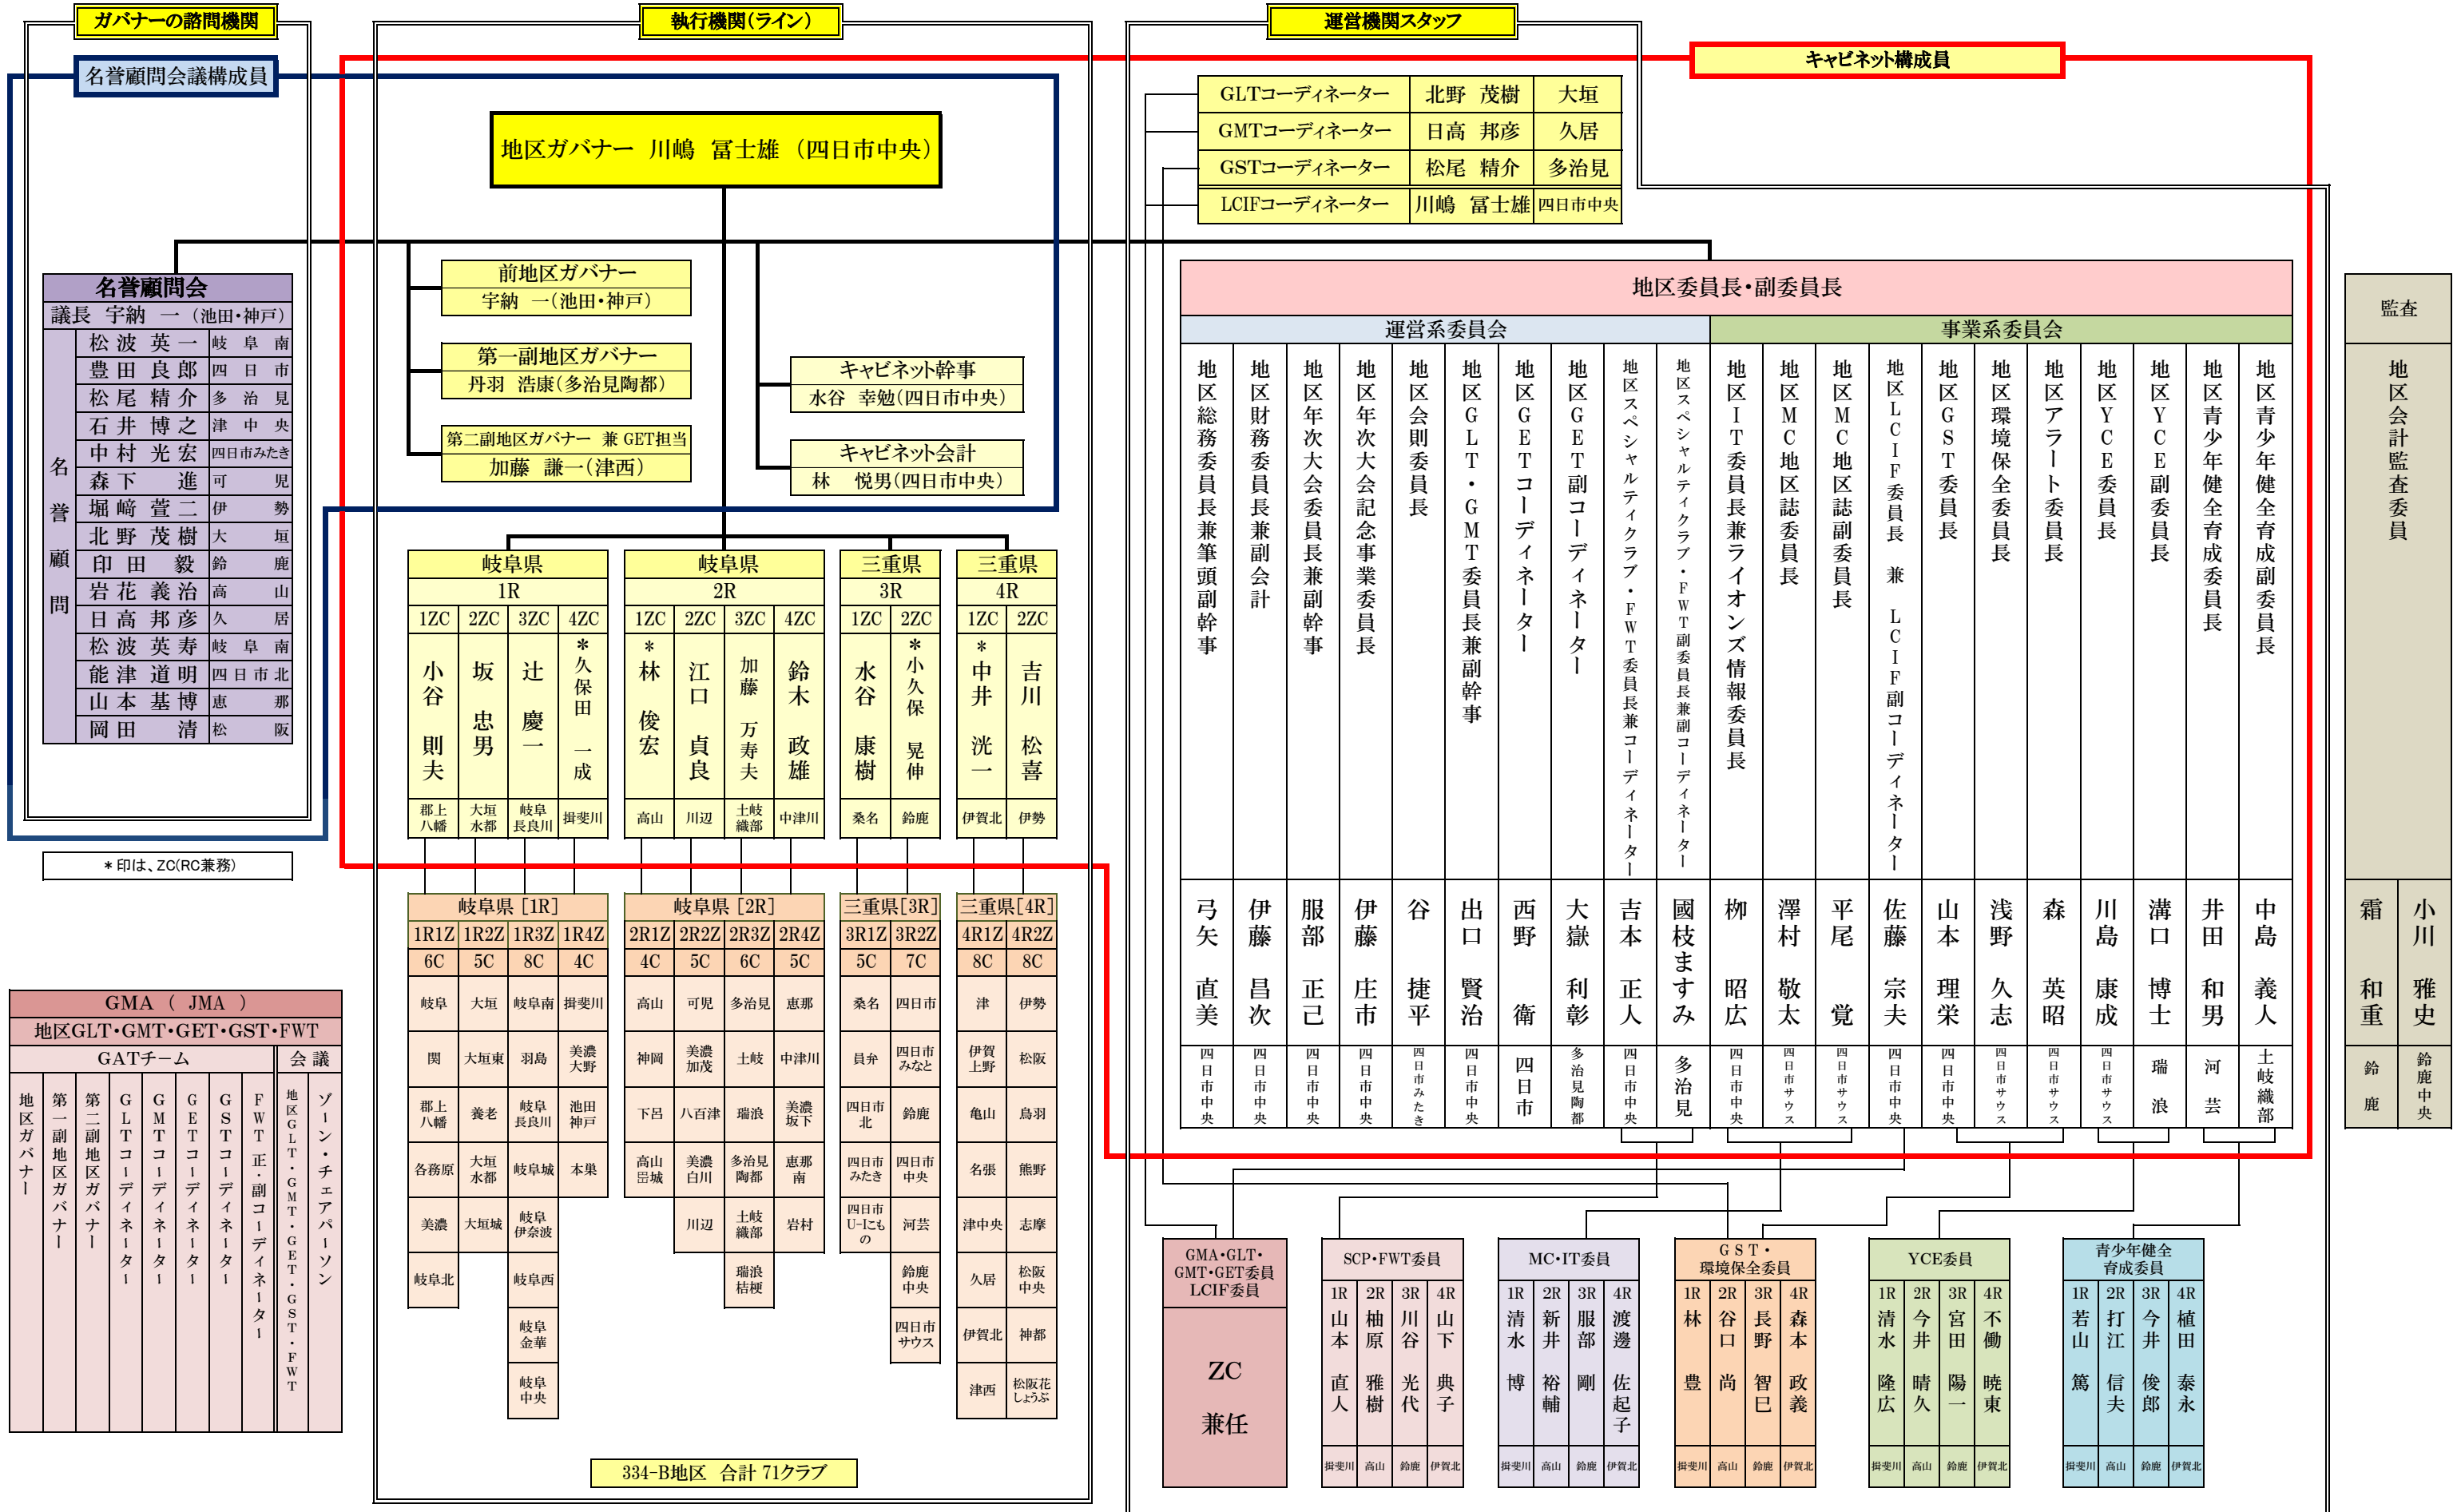 ガバナーの諮問機関
執行機関（ライン）
運営機関スタッフ
キャビネット構成員
名誉顧問会議構成員
GLTコーディネーター 北野 茂樹 大垣
GMTコーディネーター 日高 邦彦 久居
GSTコーディネーター 松尾 精介 多治見
LCIFコーディネーター 川嶋 冨士雄 四日市中央
地区ガバナー 川嶋 冨士雄 （四日市中央）
前地区ガバナー
宇納 一（池田・神戸）
第一副地区ガバナー
丹羽 浩康（多治見陶都）
第二副地区ガバナー 兼 GET担当
加藤 謙一（津西）
キャビネット幹事
水谷 幸勉（四日市中央）
キャビネット会計
林 悦男（四日市中央）
名誉顧問会
議長 宇納 一 （池田・神戸）
名誉顧問
松波 英一 岐阜南
豊田 良郎 四日市
松尾 精介 多治見
石井 博之 津中央
中村 光宏 四日市みたき
森下 進 可児
堀﨑 萱二 伊勢
北野 茂樹 大垣
印田 毅 鈴鹿
岩花 義治 高山
日高 邦彦 久居
松波 英寿 岐阜南
能津 道明 四日市北
山本 基博 恵那
岡田 清 松阪
＊印は、ZC(RC兼務)
岐阜県 岐阜県 三重県 三重県
1R 2R 3R 4R
1ZC 2ZC 3ZC 4ZC 1ZC 2ZC 3ZC 4ZC 1ZC 2ZC 1ZC 2ZC
小谷 則夫
坂 忠男
辻 慶一
＊久保田 一成
＊林 俊宏
江口 貞良
加藤 万寿夫
鈴木 政雄
水谷 康樹
＊小久保 晃伸
＊中井 洸一
吉川 松喜
郡上八幡 大垣水都 岐阜長良川 揖斐川 高山 川辺 土岐織部 中津川 桑名 鈴鹿 伊賀北 伊勢
岐阜県［1R］ 岐阜県［2R］ 三重県［3R］ 三重県［4R］
1R1Z 1R2Z 1R3Z 1R4Z 2R1Z 2R2Z 2R3Z 2R4Z 3R1Z 3R2Z 4R1Z 4R2Z
6C 5C 8C 4C 4C 5C 6C 5C 5C 7C 8C 8C
岐阜 大垣 岐阜南 揖斐川 高山 可児 多治見 恵那 桑名 四日市 津 伊勢
関 大垣東 羽島 美濃大野 神岡 美濃加茂 土岐 中津川 員弁 四日市みなと 伊賀上野 松阪
郡上八幡 養老 岐阜長良川 池田神戸 下呂 八百津 瑞浪 美濃坂下 四日市北 鈴鹿 亀山 鳥羽
各務原 大垣水都 岐阜城 本巣 高山岳城 美濃白川 多治見陶都 恵那南 四日市みたき 四日市中央 名張 熊野
美濃 大垣城 岐阜伊奈波 川辺 土岐織部 岩村 四日市U-Iこもの 河芸 津中央 志摩
岐阜北 岐阜西 瑞浪桔梗 鈴鹿中央 久居 松阪中央
岐阜金華 四日市サウス 伊賀北 神都
岐阜中央 津西 松阪花しょうぶ
334-B地区 合計 71クラブ
地区委員長・副委員長
運営系委員会 事業系委員会
地区総務委員長兼筆頭副幹事 弓矢 直美 四日市中央
地区財務委員長兼副会計 伊藤 昌次 四日市中央
地区年次大会委員長兼副幹事 服部 正己 四日市中央
地区年次大会記念事業委員長 伊藤 庄市 四日市中央
地区会則委員長 谷 捷平 四日市みたき
地区GLT・GMT委員長兼副幹事 出口 賢治 四日市中央
地区GETコーディネーター 西野 衛 四日市
地区GET副コーディネーター 大嶽 利彰 多治見陶都
地区スペシャルティクラブ・FWT委員長兼コーディネーター 吉本 正人 四日市中央
地区スペシャルティクラブ・FWT副委員長兼副コーディネーター 國枝ますみ 多治見
地区IT委員長兼ライオンズ情報委員長 栁 昭広 四日市中央
地区MC地区誌委員長 澤村 敬太 四日市サウス
地区MC地区誌副委員長 平尾 覚 四日市サウス
地区LCIF委員長 兼 LCIF副コーディネーター 佐藤 宗夫 四日市中央
地区GST委員長 山本 理栄 四日市中央
地区環境保全委員長 浅野 久志 四日市サウス
地区アラート委員長 森 英昭 四日市サウス
地区YCE委員長 川島 康成 四日市サウス
地区YCE副委員長 溝口 博士 瑞浪
地区青少年健全育成委員長 井田 和男 河芸
地区青少年健全育成副委員長 中島 義人 土岐織部
監査
地区会計監査委員
霜 和重 鈴鹿
小川 雅史 鈴鹿中央
GMA （ JMA ）
地区GLT・GMT・GET・GST・FWT
GATチーム 会議
地区ガバナー
第一副地区ガバナー
第二副地区ガバナー
GLTコーディネーター
GMTコーディネーター
GETコーディネーター
GSTコーディネーター
FWT正・副コーディネーター
地区GLT・GMT・GET・GST・FWT
ゾーン・チェアパーソン
GMA・GLT・
GMT・GET委員
LCIF委員
ZC
兼任
SCP・FWT委員
1R 2R 3R 4R
山本 直人 揖斐川
柚原 雅樹 高山
川谷 光代 鈴鹿
山下 典子 伊賀北
MC・IT委員
1R 2R 3R 4R
清水 博 揖斐川
新井 裕輔 高山
服部 剛 鈴鹿
渡邊 佐起子 伊賀北
GST・
環境保全委員
1R 2R 3R 4R
林 豊 揖斐川
谷口 尚 高山
長野 智巳 鈴鹿
森本 政義 伊賀北
YCE委員
1R 2R 3R 4R
清水 隆広 揖斐川
今井 晴久 高山
宮田 陽一 鈴鹿
不働 暁東 伊賀北
青少年健全
育成委員
1R 2R 3R 4R
若山 篤 揖斐川
打江 信夫 高山
今井 俊郎 鈴鹿
植田 泰永 伊賀北